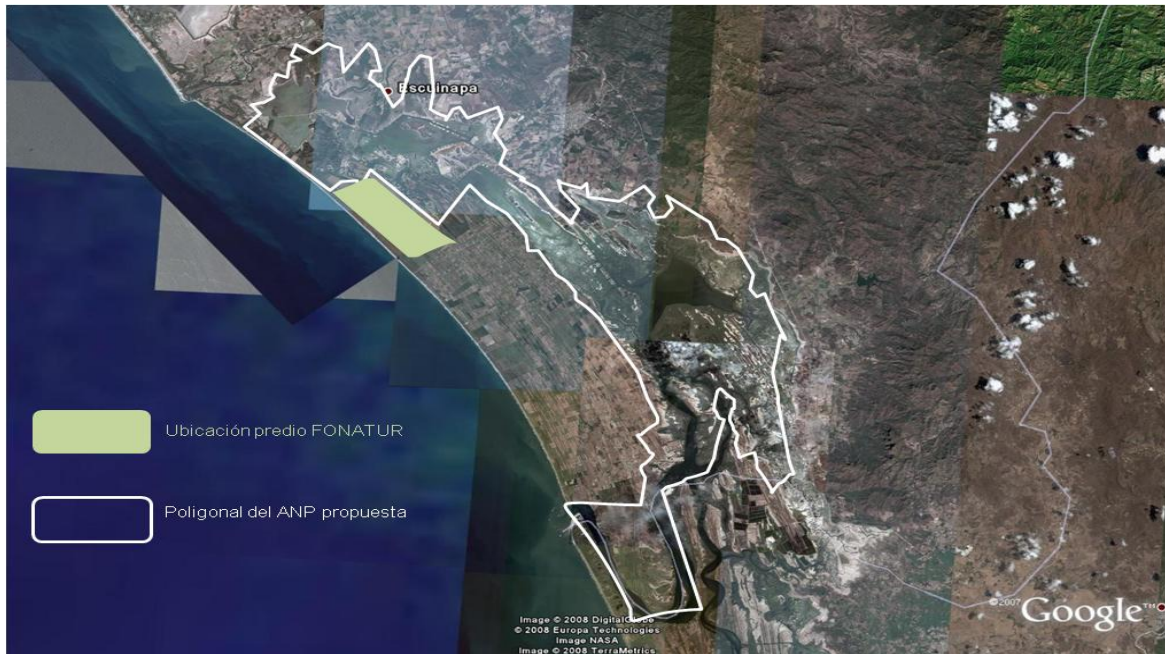 Escuinapa
Ubicación predio FONATUR
Poligonal del ANP propuesta
Image © 2008 DigitalGlobe
© 2008 Europa Technologies
Image NASA
Image © 2008 TerraMetrics
©2007 Google™